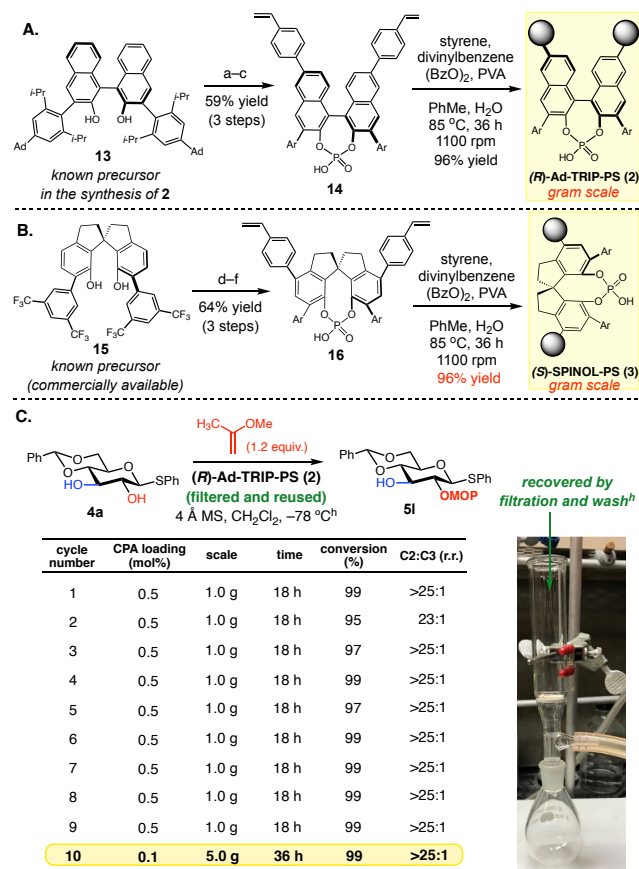 A.
i-Pr
i-Pr
OH
OH
i-Pr
i-Pr
Ad
Ad
13
known precursor
in the synthesis of 2
a–c
59% yield
(3 steps)
Ar
O
O
Ar
P
HO
O
14
styrene,
divinylbenzene
(BzO)2, PVA
PhMe, H2O
85 ºC, 36 h
1100 rpm
96% yield
Ar
O
O
Ar
P
HO
O
(R)-Ad-TRIP-PS (2)
gram scale
B.
OH
OH
F3C
CF3
CF3
CF3
15
known precursor
(commercially available)
d–f
64% yield
(3 steps)
Ar
O
O
Ar
P
HO
O
16
styrene,
divinylbenzene
(BzO)2, PVA
PhMe, H2O
85 ºC, 36 h
1100 rpm
96% yield
Ar
O
O
P
O
OH
Ar
(S)-SPINOL-PS (3)
gram scale
C.
Ph
O
O
O
HO
SPh
OH
4a
H3C
OMe
(1.2 equiv.)
(R)-Ad-TRIP-PS (2)
(filtered and reused)
4 Å MS, CH2Cl2, –78 ºCh
Ph
O
O
O
HO
SPh
OMOP
5l
recovered by
filtration and washh
cycle number CPA loading (mol%) scale time conversion (%) C2:C3 (r.r.)
1 0.5 1.0 g 18 h 99 >25:1
2 0.5 1.0 g 18 h 95 23:1
3 0.5 1.0 g 18 h 97 >25:1
4 0.5 1.0 g 18 h 99 >25:1
5 0.5 1.0 g 18 h 97 >25:1
6 0.5 1.0 g 18 h 99 >25:1
7 0.5 1.0 g 18 h 99 >25:1
8 0.5 1.0 g 18 h 99 >25:1
9 0.5 1.0 g 18 h 99 >25:1
10 0.1 5.0 g 36 h 99 >25:1